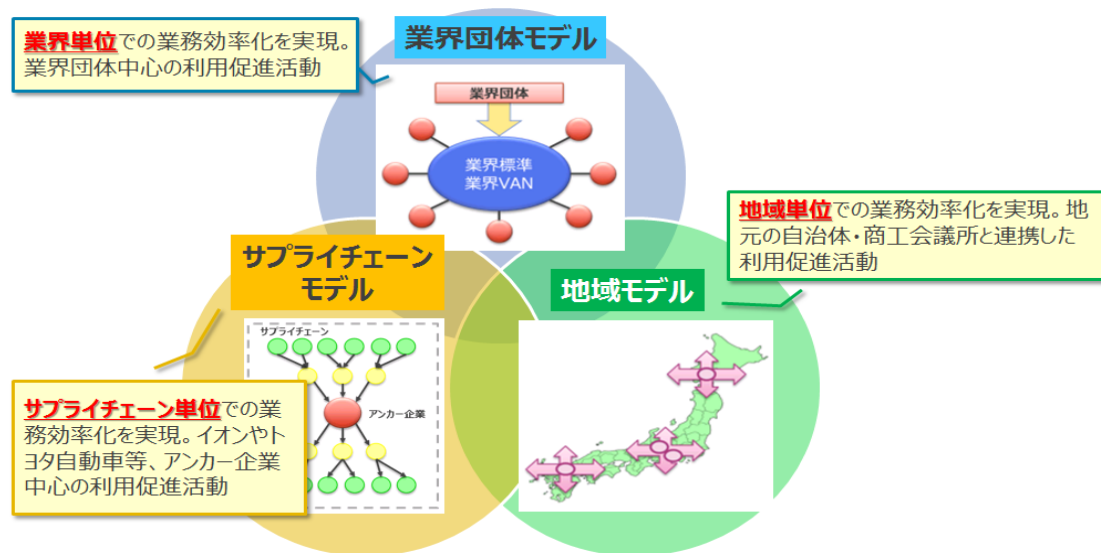 業界単位での業務効率化を実現。
業界団体中心の利用促進活動
業界団体モデル
業界団体
業界標準
業界VAN
地域単位での業務効率化を実現。地
元の自治体・商工会議所と連携した
利用促進活動
サプライチェーン
モデル
地域モデル
サプライチェーン
アンカー企業
サプライチェーン単位での業
務効率化を実現。イオンやト
ヨタ自動車等、アンカー企業
中心の利用促進活動